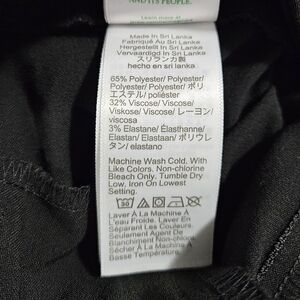 AND ITS PEOPLE.
Learn more at
Made In Sri Lanka
Fabriqué Au Sri Lanka
Hergestellt In Sri Lanka
Vervaardigd In Sri Lanka
スリランカ製
hecho en sri lanka
65% Polyester/ Polyester/
Polyester/ Polyester/ ポリ
エステル/ poliéster
32% Viscose/ Viscose/
Viskose/ Viscose/ レーヨン/
viscosa
3% Elastane/ Élasthanne/
Elastan/ Elastaan/ ポリウレ
タン/ elastano
Machine Wash Cold. With
Like Colors. Non-chlorine
Bleach Only. Tumble Dry
Low. Iron On Lowest
Setting.
Laver À La Machine À
L'eau Froide. Laver En
Séparant Les Couleurs.
Seulement Agent De
Blanchiment Non-chloré.
Sécher À La Machine À
Basse Température.